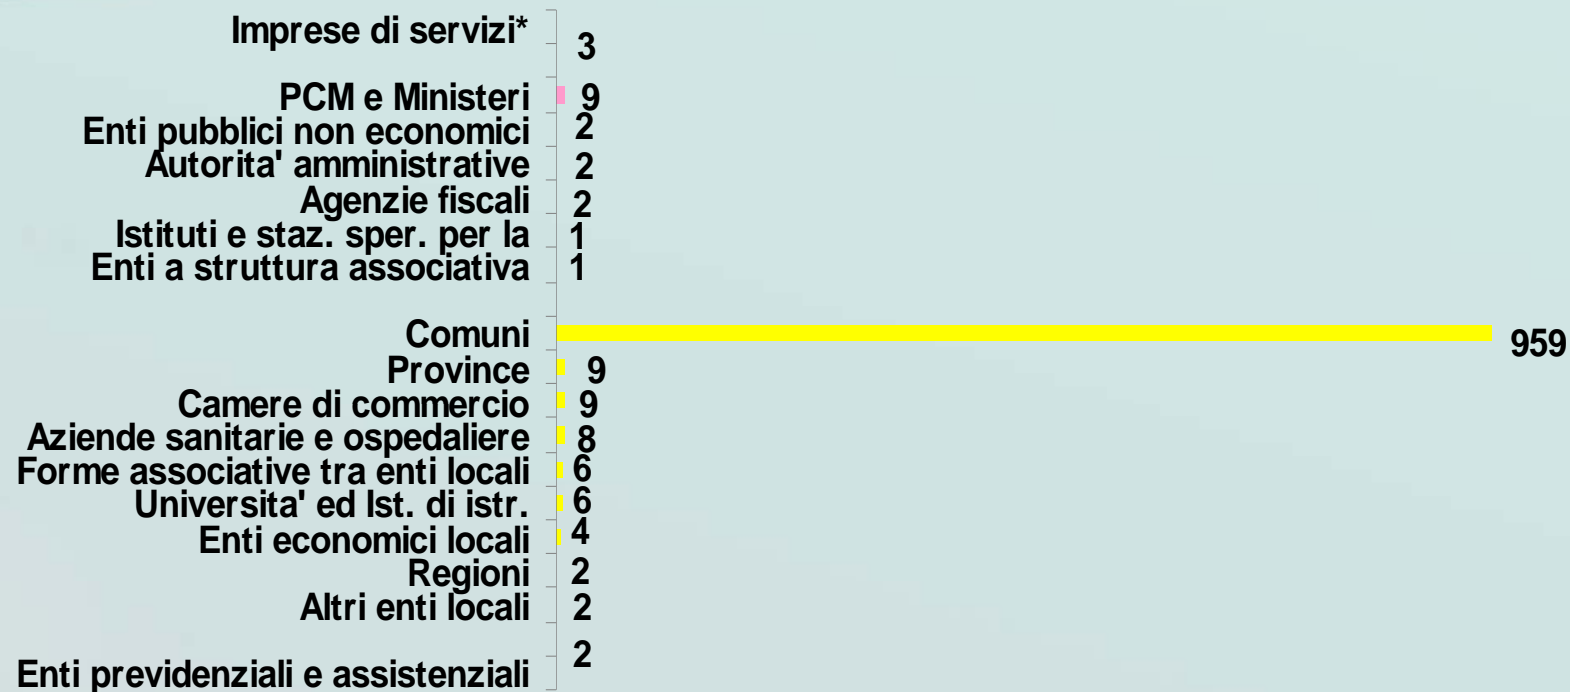 Imprese di servizi* 3
PCM e Ministeri 9
Enti pubblici non economici 2
Autorita' amministrative 2
Agenzie fiscali 2
Istituti e staz. sper. per la 1
Enti a struttura associativa 1
Comuni 959
Province 9
Camere di commercio 9
Aziende sanitarie e ospedaliere 8
Forme associative tra enti locali 6
Universita' ed Ist. di istr. 6
Enti economici locali 4
Regioni 2
Altri enti locali 2
Enti previdenziali e assistenziali 2